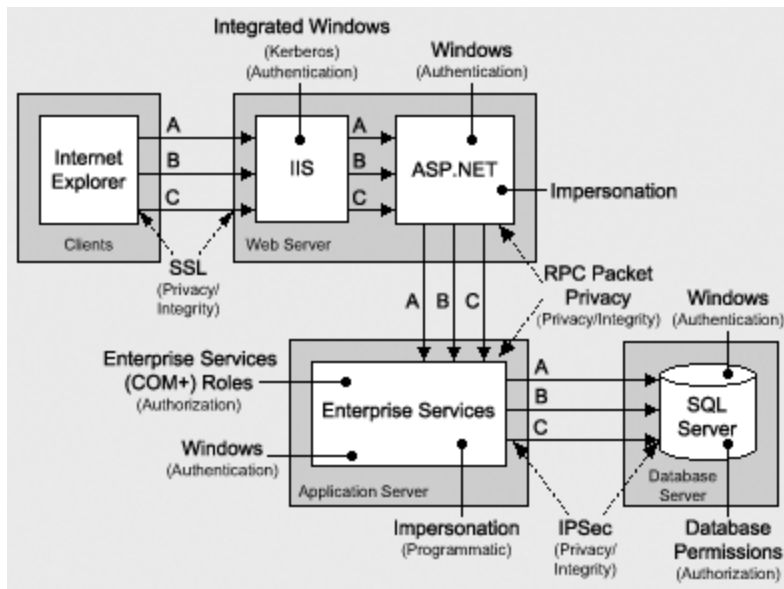 Integrated Windows
(Kerberos)
(Authentication)
Windows
(Authentication)
A
A
Internet
Explorer
B
IIS
B
ASP.NET
C
C
Impersonation
Clients
Web Server
SSL
(Privacy/
Integrity)
RPC Packet
Privacy
(Privacy/Integrity)
A
B
C
Windows
(Authentication)
Enterprise Services
(COM+) Roles
(Authorization)
A
Enterprise Services
B
SQL
Server
C
Windows
(Authentication)
Application Server
Database
Server
Impersonation
(Programmatic)
IPSec
(Privacy/
Integrity)
Database
Permissions
(Authorization)